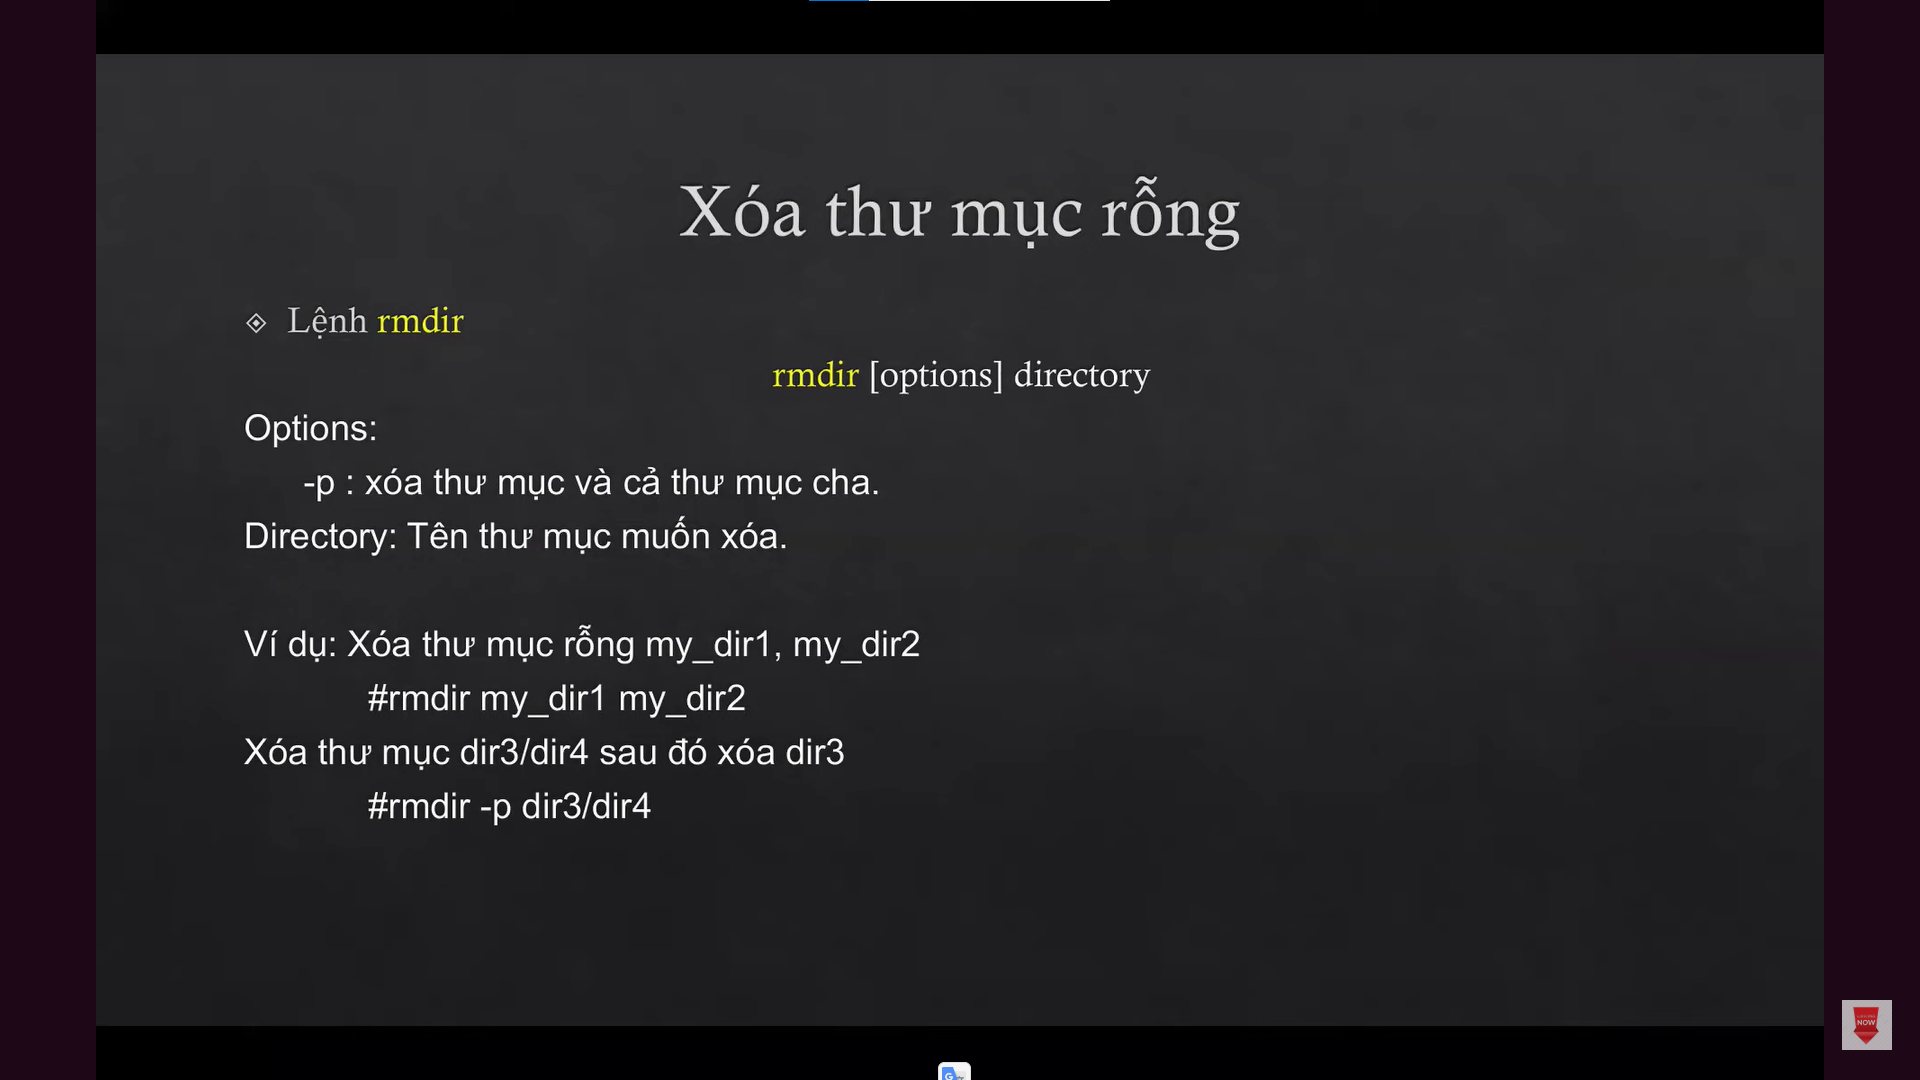 Xóa thư mục rỗng
Lệnh rmdir
rmdir [options] directory
Options:
-p : xóa thư mục và cả thư mục cha.
Directory: Tên thư mục muốn xóa.
Ví dụ: Xóa thư mục rỗng my_dir1, my_dir2
#rmdir my_dir1 my_dir2
Xóa thư mục dir3/dir4 sau đó xóa dir3
#rmdir -p dir3/dir4
NOW
G